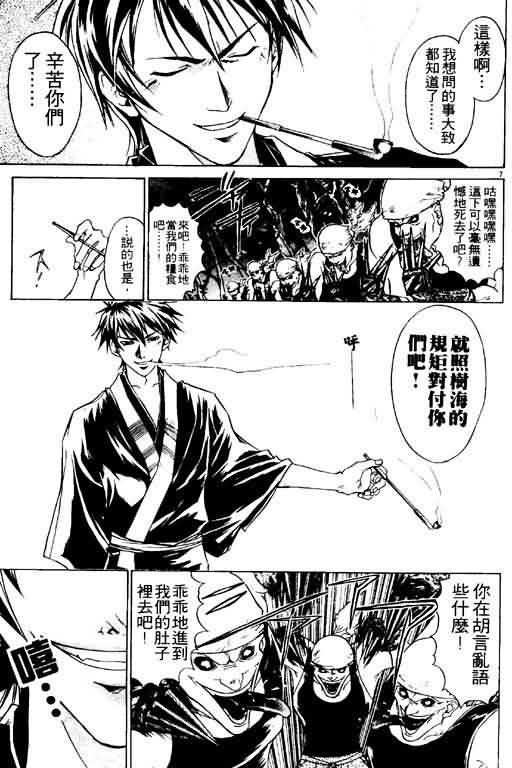 這樣啊…
我想問的事大致
都知道了……
辛苦你們
了……
7
咕嘿嘿嘿嘿…
這下可以毫無遺
憾地死去了吧?
來吧!乖乖地
當我們的糧食
吧……!
…說的也是.
就照樹海的
規矩對付你
們吧!
呼
你在胡言亂語
些什麼!
乖乖地進到
我們的肚子
裡去吧!
嘻…